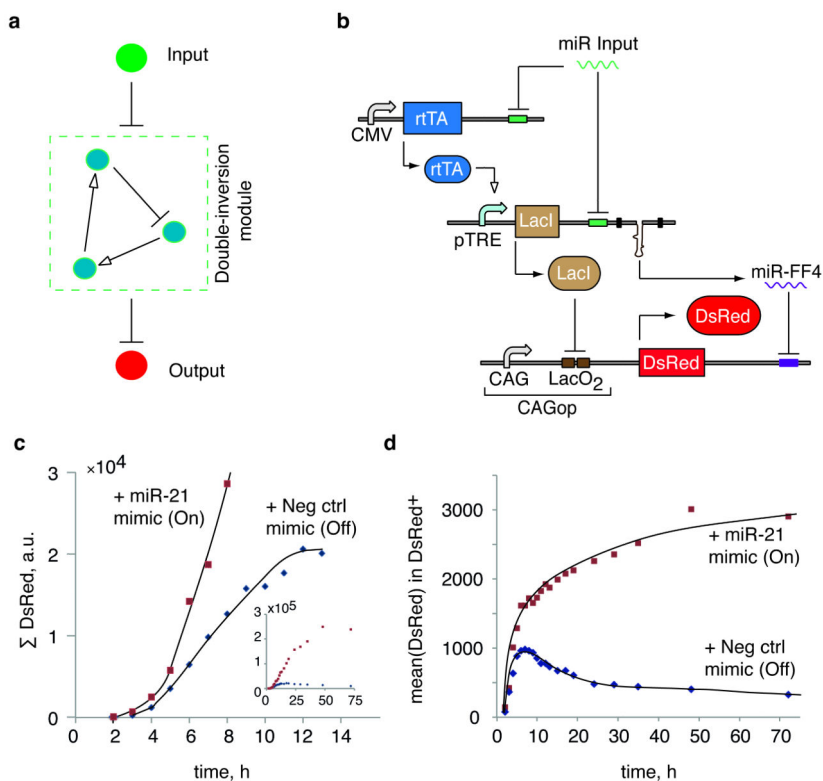 a
Input
Double-inversion
module
Output
b
miR Input
rtTA
CMV
rtTA
LacI
pTRE
LacI
miR-FF4
DsRed
DsRed
CAG
LacO2
CAGop
c
×10^4
3
2
1
0
Σ DsRed, a.u.
+ miR-21
mimic (On)
+ Neg ctrl
mimic (Off)
3 ×10^5
2
1
0
0 25 50 75
0 2 4 6 8 10 12 14
time, h
d
mean(DsRed) in DsRed+
3000
2500
2000
1500
1000
500
0
+ miR-21
mimic (On)
+ Neg ctrl
mimic (Off)
0 10 20 30 40 50 60 70
time, h